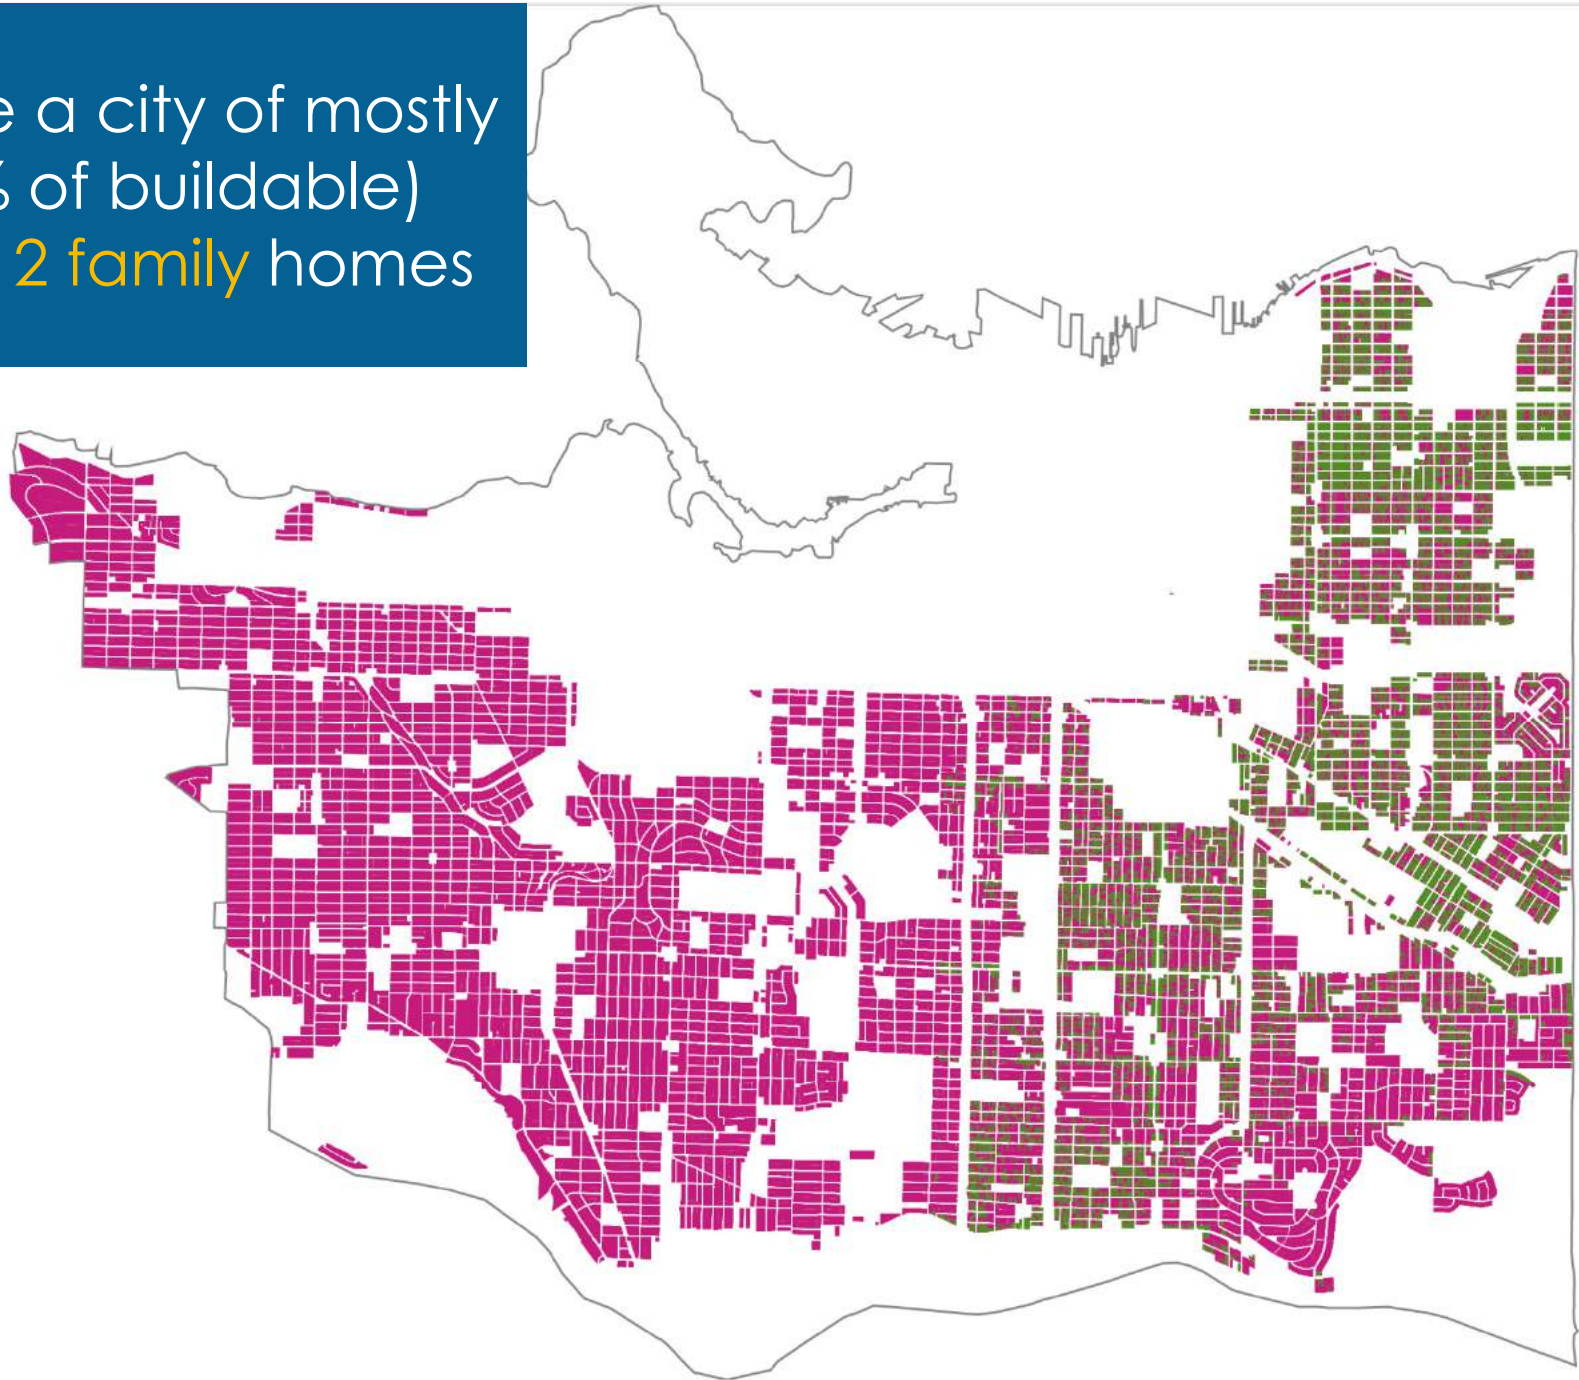 e a city of mostly
% of buildable)
2 family homes